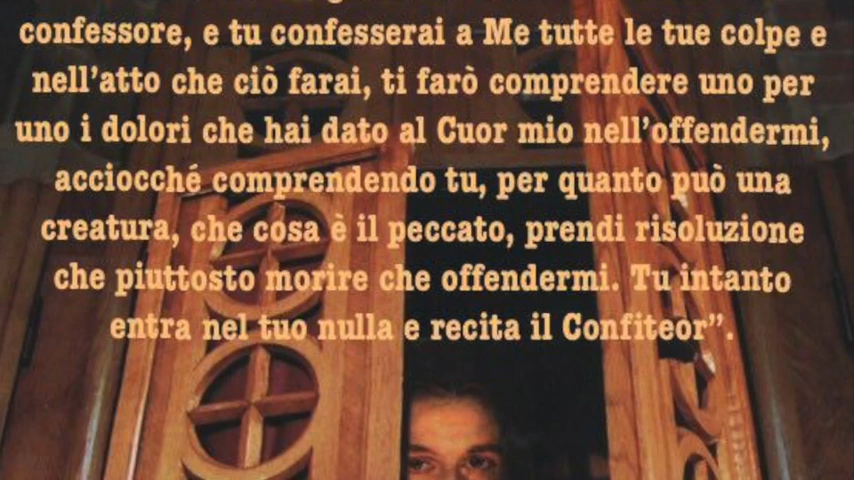 confessore, e tu confesserai a Me tutte le tue colpe e
nell'atto che ciò farai, ti farò comprendere uno per
uno i dolori che hai dato al Cuor mio nell'offendermi,
acciocché comprendendo tu, per quanto può una
creatura, che cosa è il peccato, prendi risoluzione
che piuttosto morire che offendermi. Tu intanto
entra nel tuo nulla e recita il Confiteor”.